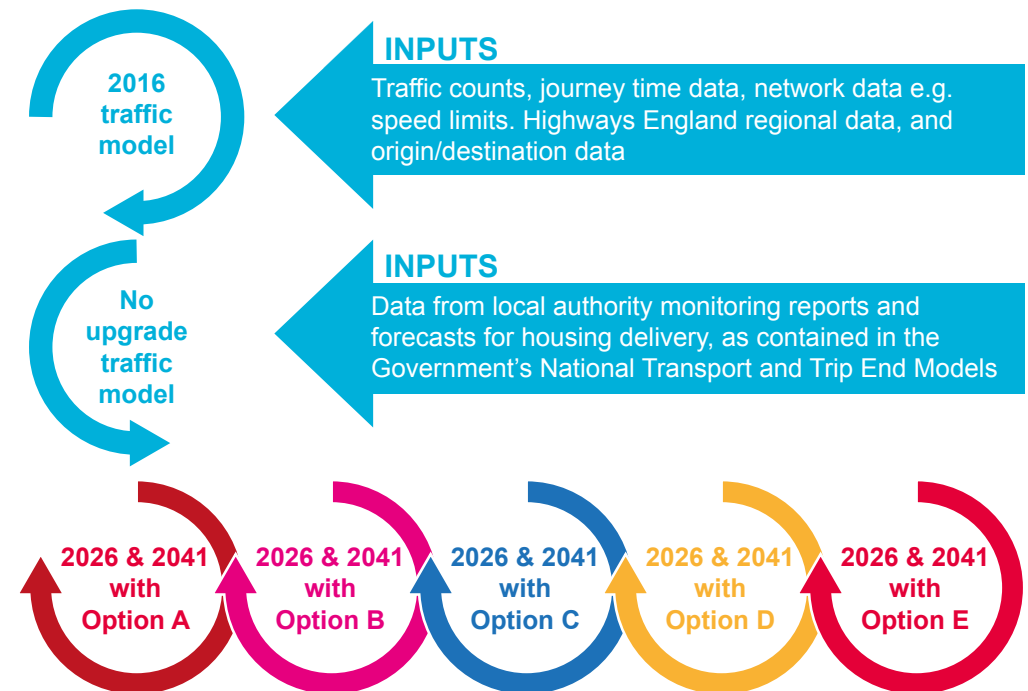 2016
traffic
model
INPUTS
Traffic counts, journey time data, network data e.g.
speed limits. Highways England regional data, and
origin/destination data
No
upgrade
traffic
model
INPUTS
Data from local authority monitoring reports and
forecasts for housing delivery, as contained in the
Government’s National Transport and Trip End Models
2026 & 2041
with
Option A
2026 & 2041
with
Option B
2026 & 2041
with
Option C
2026 & 2041
with
Option D
2026 & 2041
with
Option E